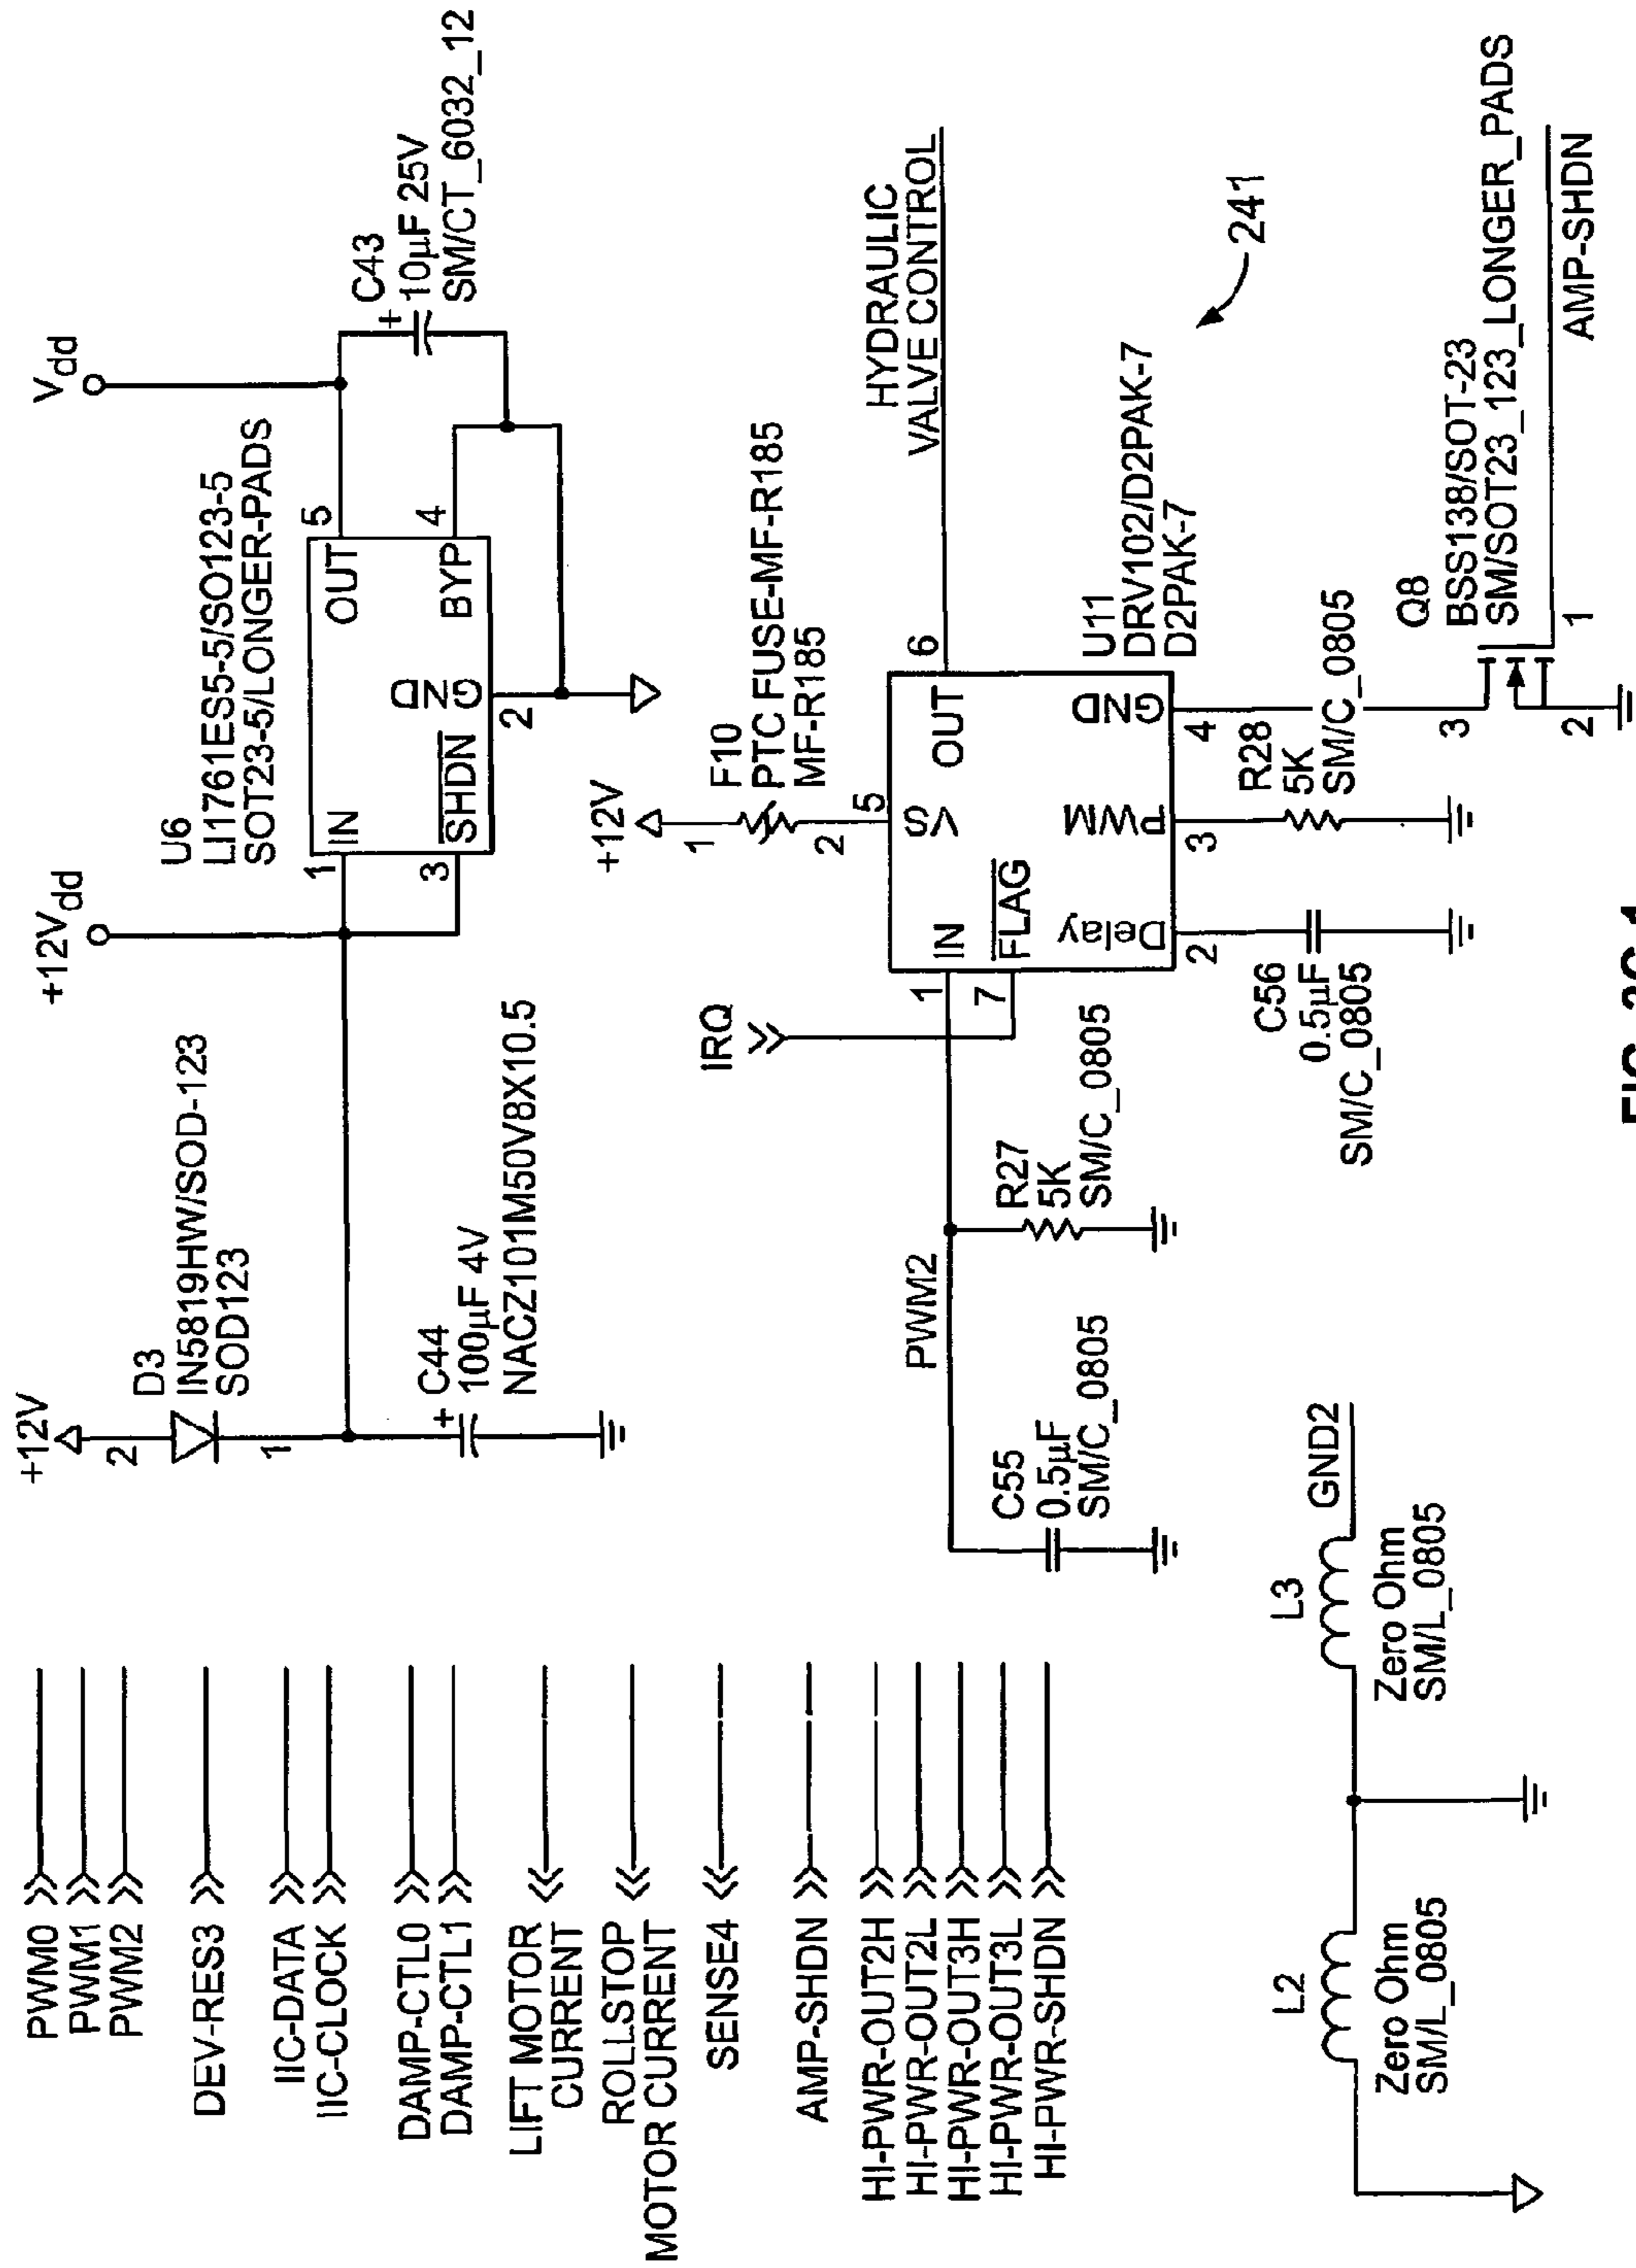 PWM0
PWM1
PWM2
DEV-RES3
IIC-DATA
IIC-CLOCK
DAMP-CTL0
DAMP-CTL1
LIFT MOTOR
CURRENT
ROLLSTOP
MOTOR CURRENT
SENSE4
AMP-SHDN
HI-PWR-OUT2H
HI-PWR-OUT2L
HI-PWR-OUT3H
HI-PWR-OUT3L
HI-PWR-SHDN
+12V
2
D3
IN5819HW/SOD-123
SOD123
1
C44
+
100µF 4V
NACZ101M50V8X10.5
+12Vdd
U6
LI1761ES5-5/SO123-5
SOT23-5/LONGER-PADS
1
IN
OUT
5
3
SHDN
GND
BYP
4
2
Vdd
C43
+
10µF 25V
SM/CT_6032_12
IRQ
PWM2
C55
0.5µF
SM/C_0805
R27
5K
SM/C_0805
+12V
1
F10
PTC FUSE-MF-R185
MF-R185
2
5
1
IN
VS
OUT
6
7
FLAG
Delay
PWM
GND
2
3
4
HYDRAULIC
VALVE CONTROL
U11
DRV102/D2PAK-7
D2PAK-7
C56
0.5µF
SM/C_0805
R28
5K
SM/C_0805
241
Q8
BSS138/SOT-23
SM/SOT23_123_LONGER_PADS
3
2
1
AMP-SHDN
L2
Zero Ohm
SM/L_0805
L3
Zero Ohm
SM/L_0805
GND2